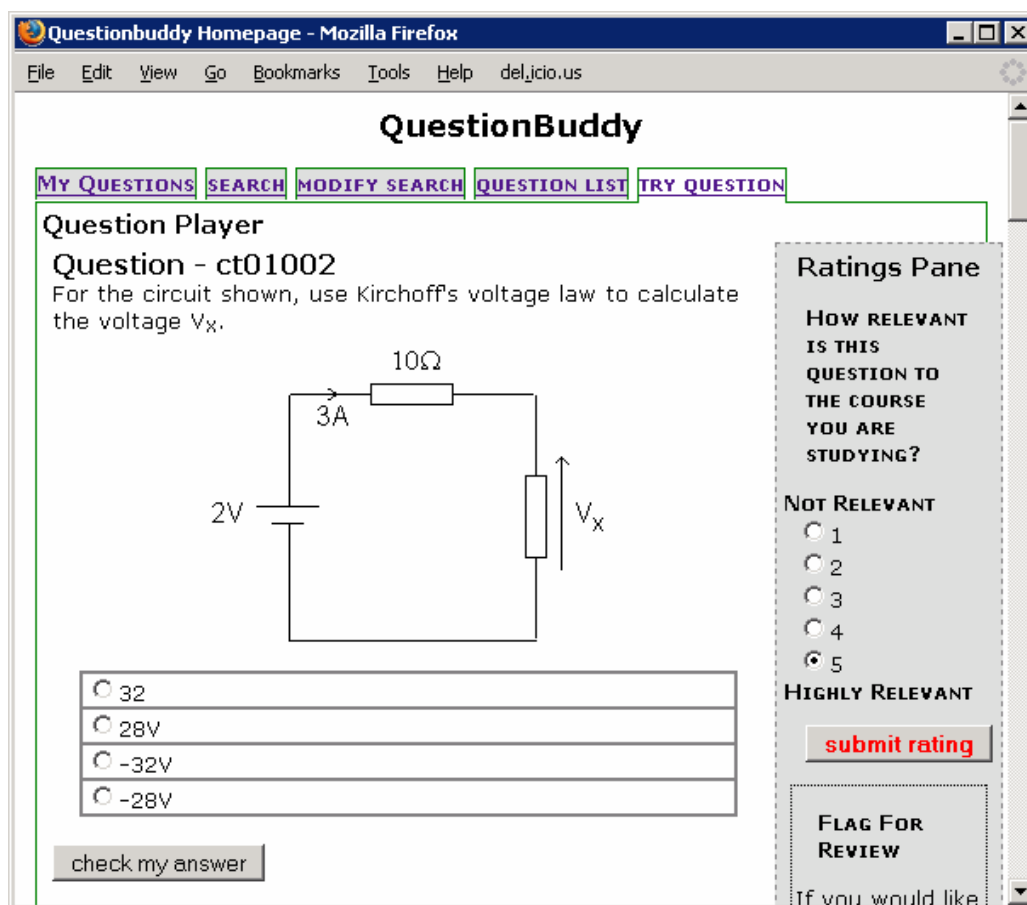 Questionbuddy Homepage - Mozilla Firefox
File Edit View Go Bookmarks Tools Help del.icio.us
QuestionBuddy
MY QUESTIONS SEARCH MODIFY SEARCH QUESTION LIST TRY QUESTION
Question Player
Question - ct01002
For the circuit shown, use Kirchoff's voltage law to calculate
the voltage VX.
10Ω
3A
2V
VX
32
28V
-32V
-28V
check my answer
Ratings Pane
HOW RELEVANT
IS THIS
QUESTION TO
THE COURSE
YOU ARE
STUDYING?
NOT RELEVANT
1
2
3
4
5
HIGHLY RELEVANT
submit rating
FLAG FOR
REVIEW
If you would like